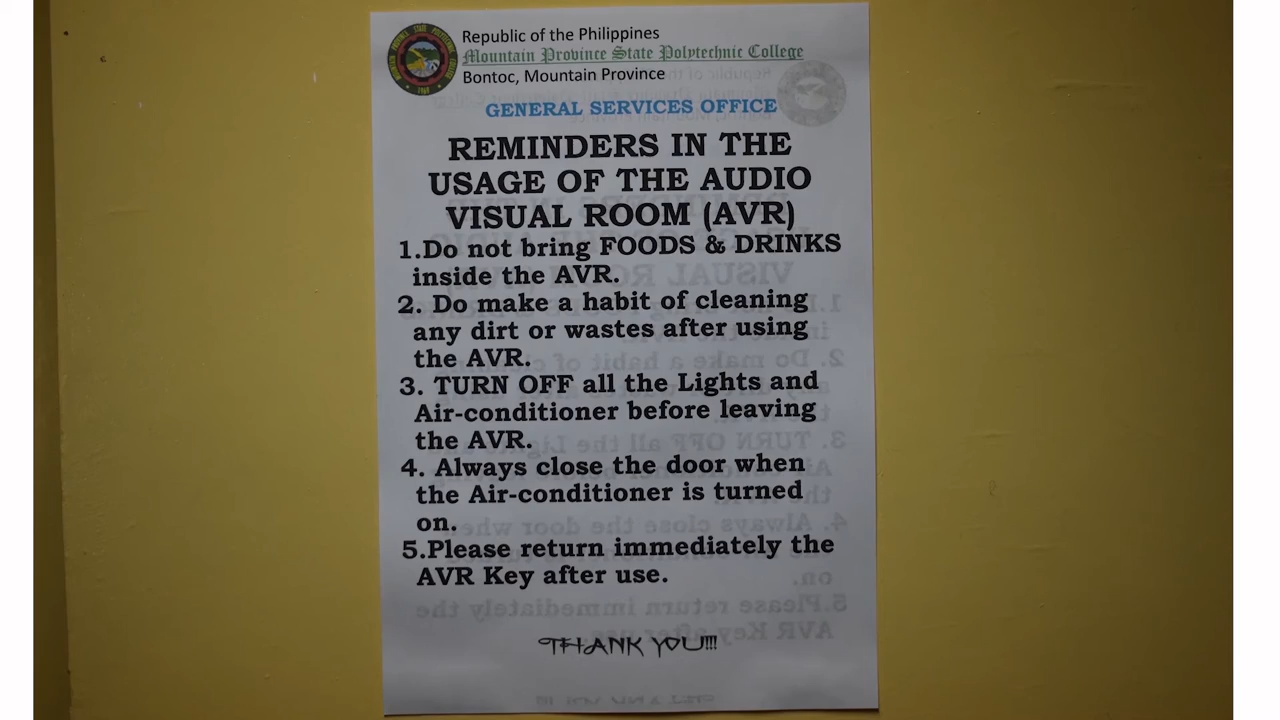 Republic of the Philippines
Mountain Province State Polytechnic College
Bontoc, Mountain Province
GENERAL SERVICES OFFICE
REMINDERS IN THE
USAGE OF THE AUDIO
VISUAL ROOM (AVR)
1.Do not bring FOODS & DRINKS
inside the AVR.
2. Do make a habit of cleaning
any dirt or wastes after using
the AVR.
3. TURN OFF all the Lights and
Air-conditioner before leaving
the AVR.
4. Always close the door when
the Air-conditioner is turned
on.
5.Please return immediately the
AVR Key after use.
THANK YOU!!!!